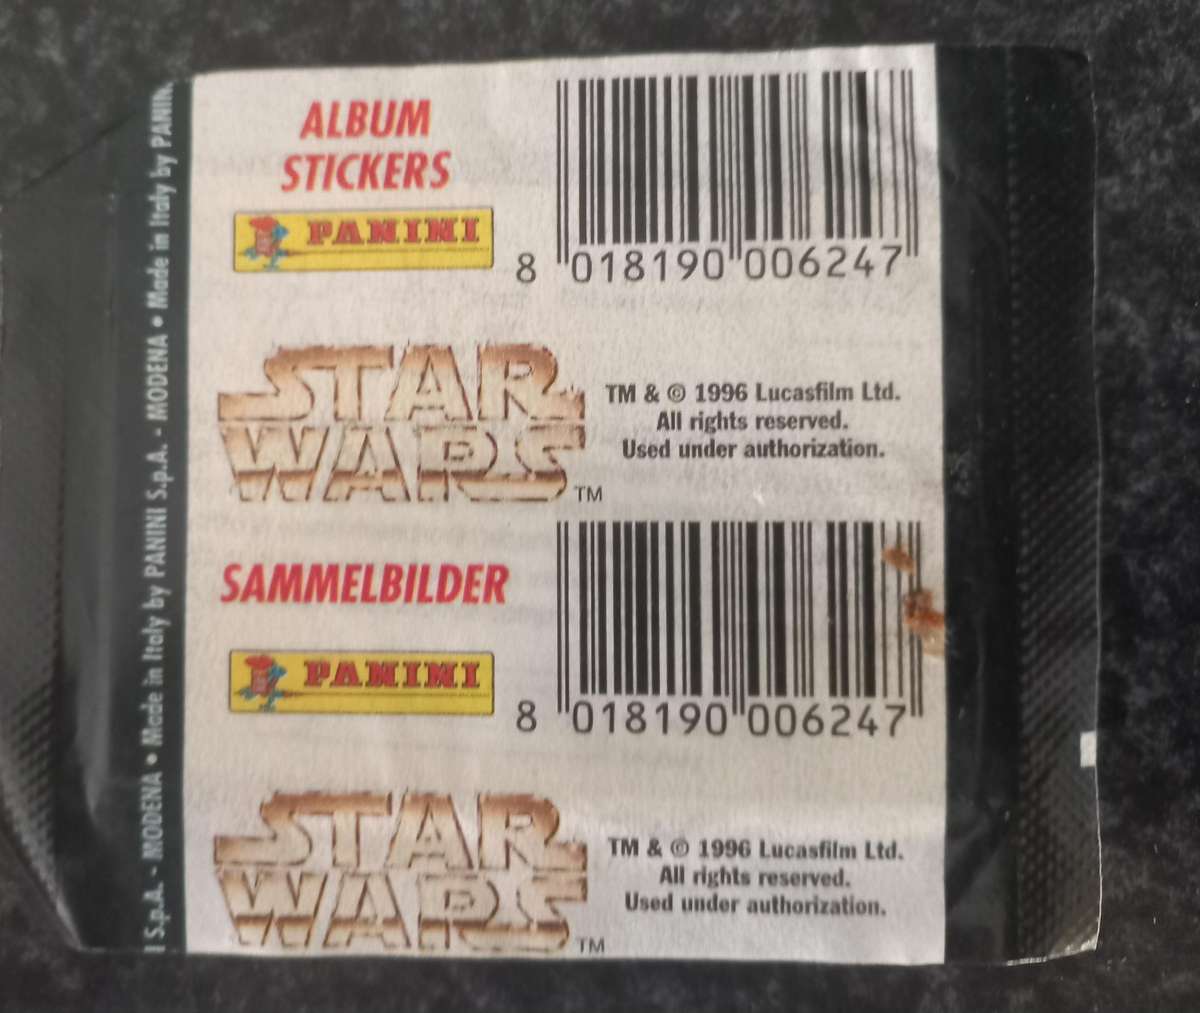 ALBUM
STICKERS
PANINI
8 018190 006247
STAR
WARS
TM
TM & © 1996 Lucasfilm Ltd.
All rights reserved.
Used under authorization.
SAMMELBILDER
PANINI
8 018190 006247
STAR
WARS
TM
TM & © 1996 Lucasfilm Ltd.
All rights reserved.
Used under authorization.
S.p.A. - MODENA • Made in Italy by PANINI S.p.A. - MODENA • Made in Italy by PANIN